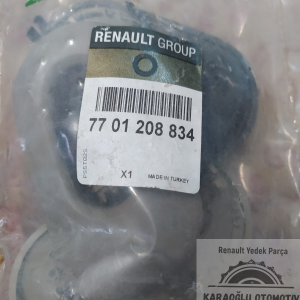 RENAULT GROUP
77 01 208 834
X1
MADE IN TURKEY
Renault Yedek Parça
KARAOĞLU OTOMOTİV